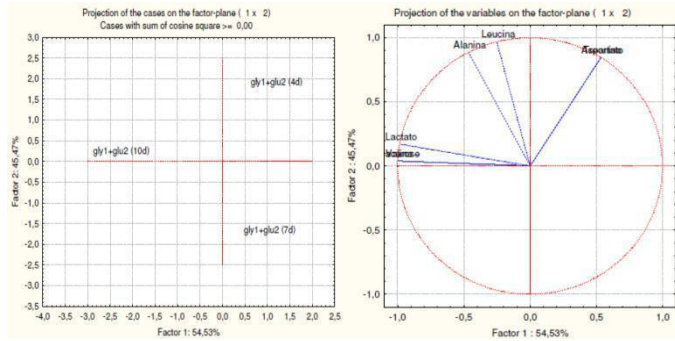 Projection of the cases on the factor-plane ( 1 x 2)
Cases with sum of cosine square >= 0,00
3,0
2,5
2,0
1,5
1,0
0,5
0,0
-0,5
-1,0
-1,5
-2,0
-2,5
-3,0
-3,5
Factor 2: 45,47%
gly1+glu2 (4d)
gly1+glu2 (10d)
gly1+glu2 (7d)
-4,0 -3,5 -3,0 -2,5 -2,0 -1,5 -1,0 -0,5 0,0 0,5 1,0 1,5 2,0 2,5
Factor 1: 54,53%
Projection of the variables on the factor-plane ( 1 x 2)
1,0
0,5
0,0
-0,5
-1,0
Factor 2 : 45,47%
Leucina
Alanina
Lactato
-1,0 -0,5 0,0 0,5 1,0
Factor 1 : 54,53%